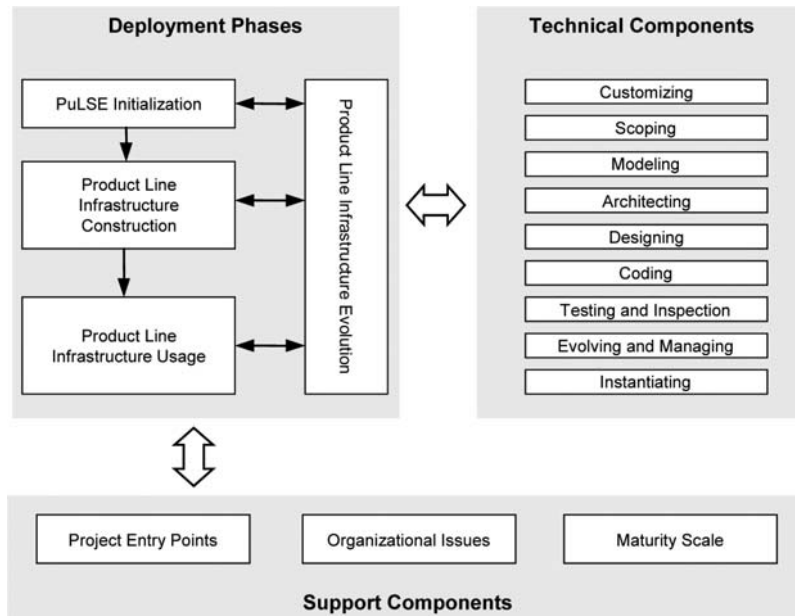 Deployment Phases
PuLSE Initialization
Product Line
Infrastructure
Construction
Product Line
Infrastructure Usage
Product Line Infrastructure Evolution
Technical Components
Customizing
Scoping
Modeling
Architecting
Designing
Coding
Testing and Inspection
Evolving and Managing
Instantiating
Project Entry Points
Organizational Issues
Maturity Scale
Support Components